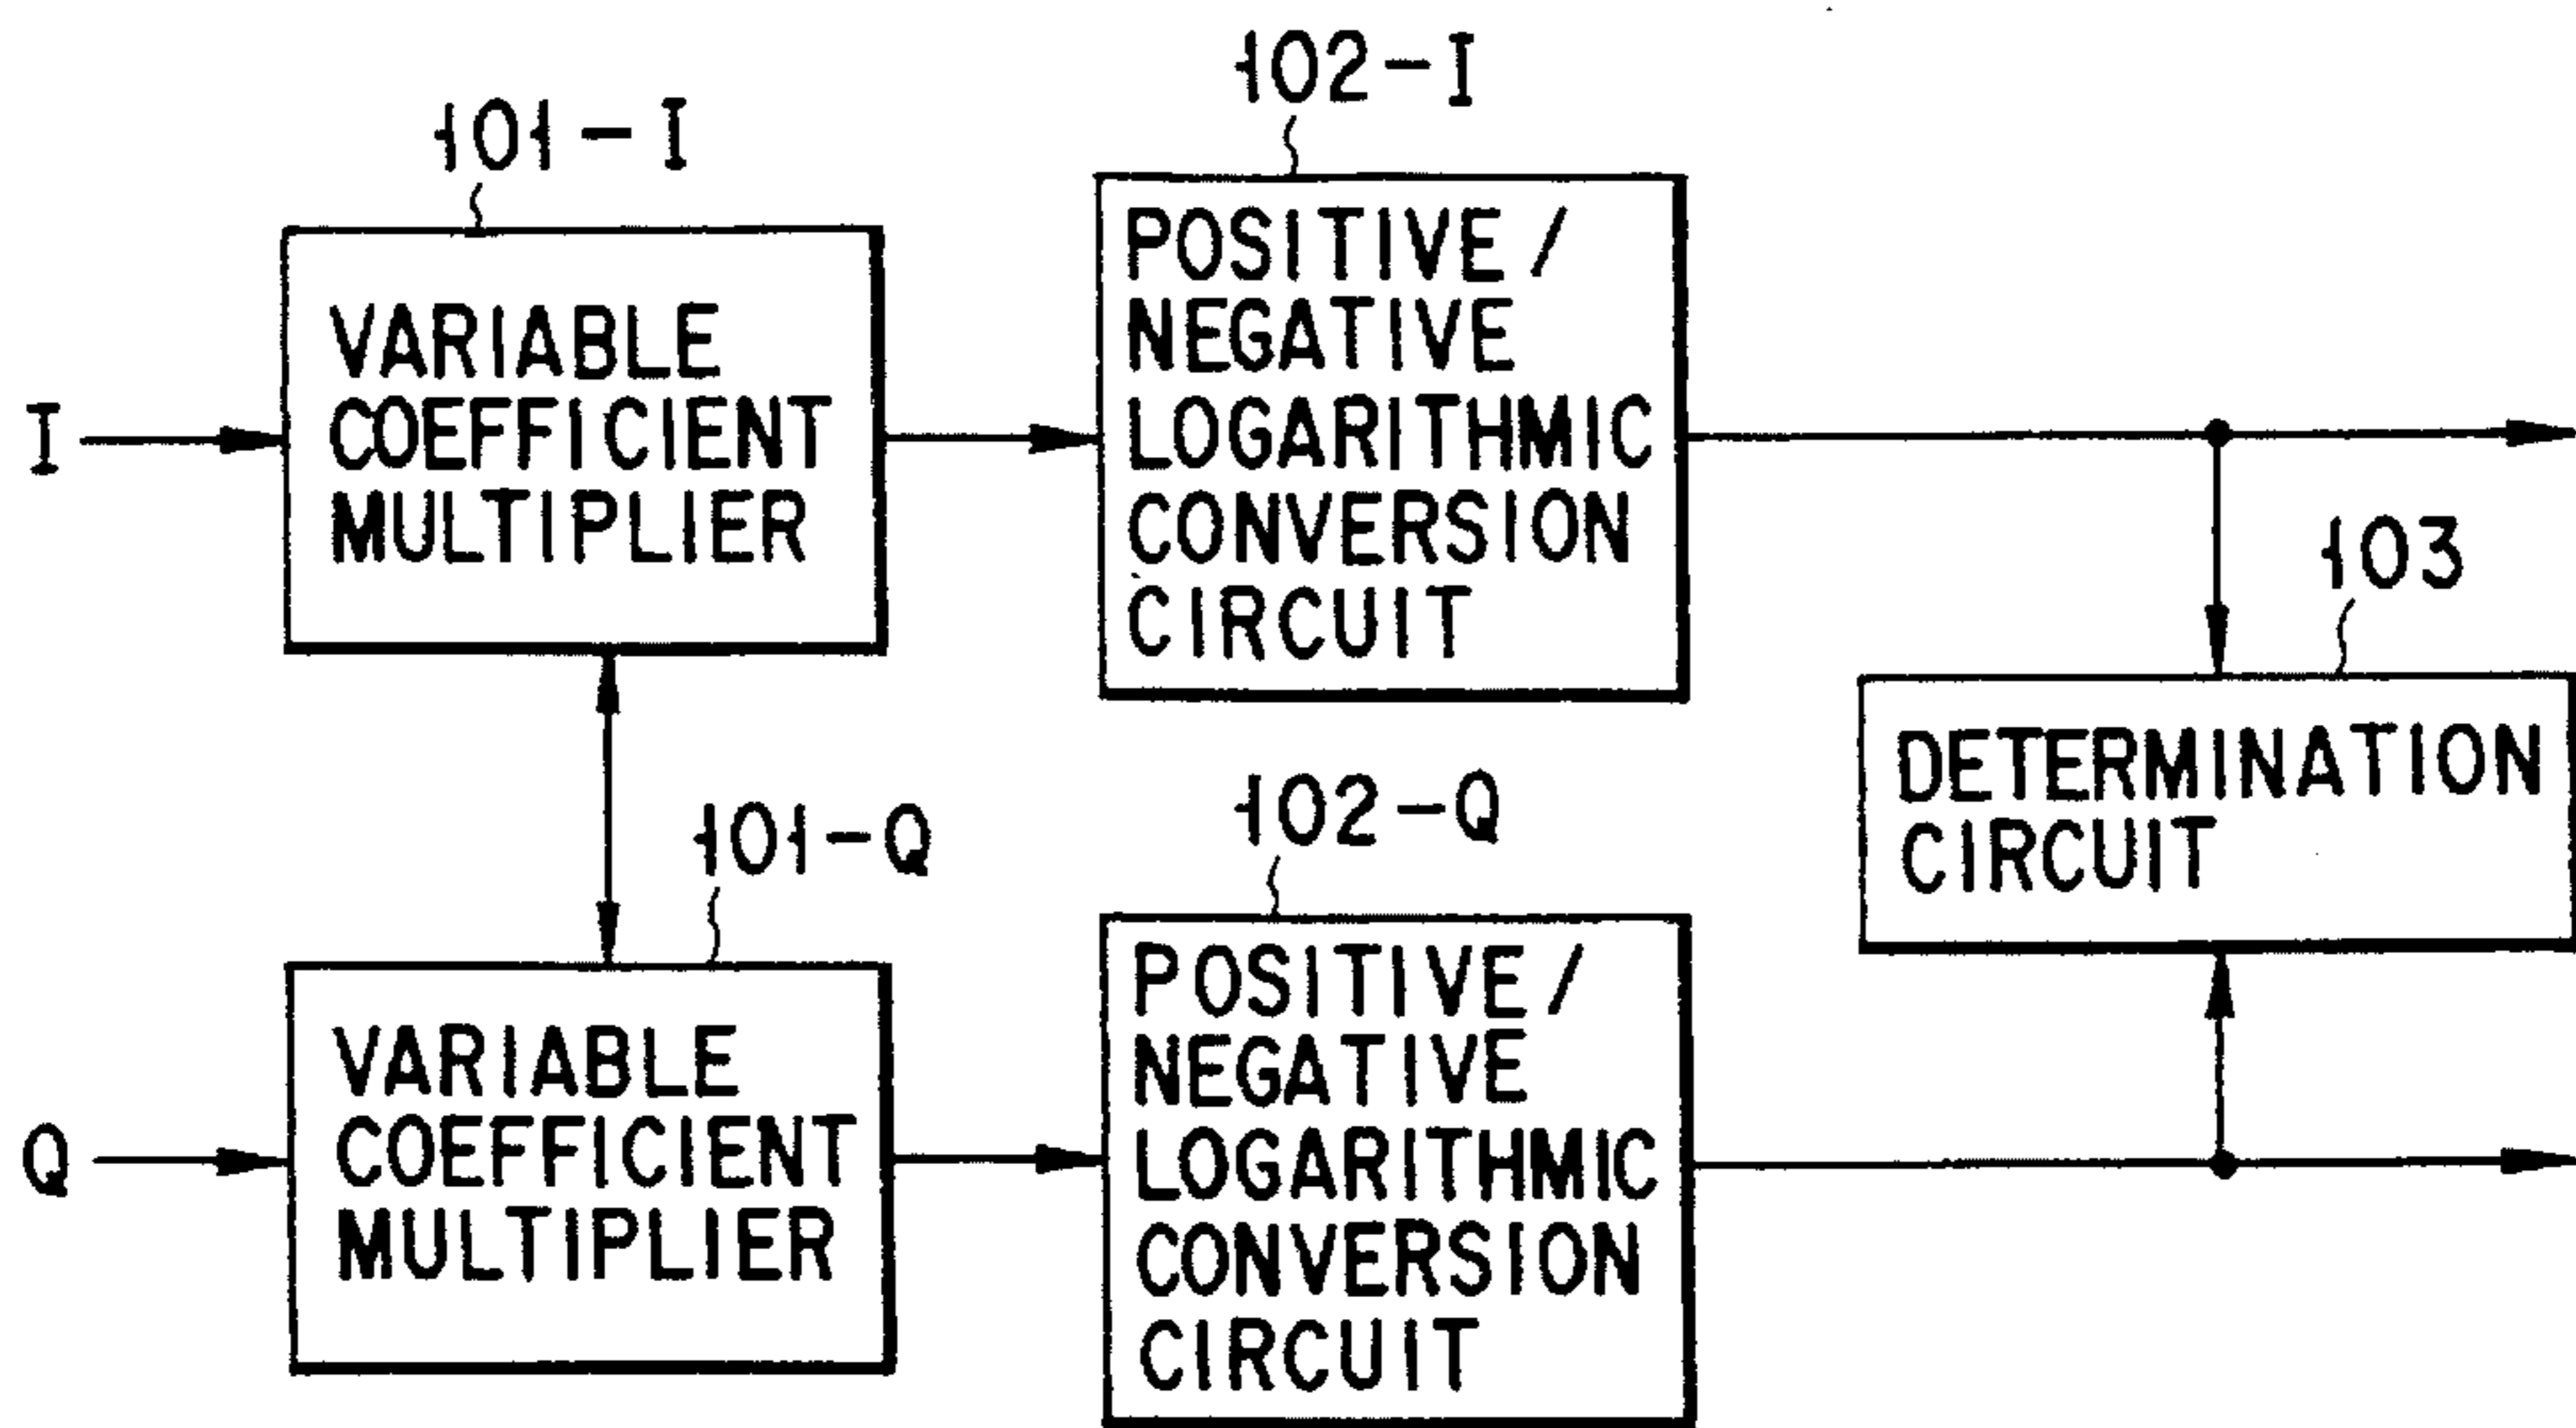 102-I
101-I
POSITIVE/
NEGATIVE
LOGARITHMIC
CONVERSION
CIRCUIT
VARIABLE
COEFFICIENT
MULTIPLIER
I
103
DETERMINATION
CIRCUIT
102-Q
101-Q
POSITIVE/
NEGATIVE
LOGARITHMIC
CONVERSION
CIRCUIT
VARIABLE
COEFFICIENT
MULTIPLIER
Q